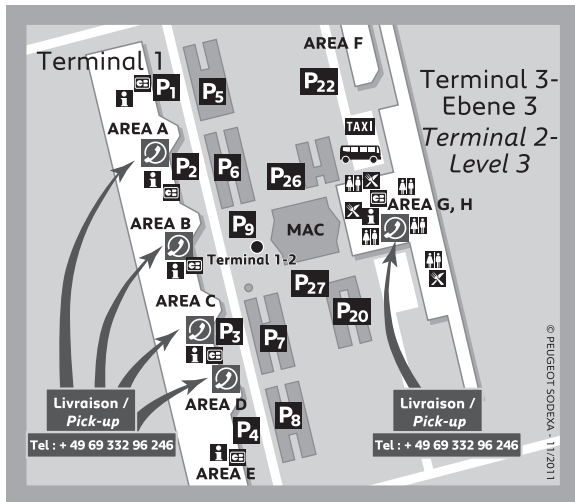 Terminal 1
AREA F
P1
P5
P22
Terminal 3-
Ebene 3
Terminal 2-
Level 3
AREA A
TAXI
P2
P6
P26
AREA G, H
AREA B
P9
MAC
Terminal 1-2
P27
AREA C
P3
P7
P20
AREA D
P4
P8
AREA E
Livraison /
Pick-up
Tel : + 49 69 332 96 246
Livraison /
Pick-up
Tel : + 49 69 332 96 246
© PEUGEOT SODEXA - 11/2011